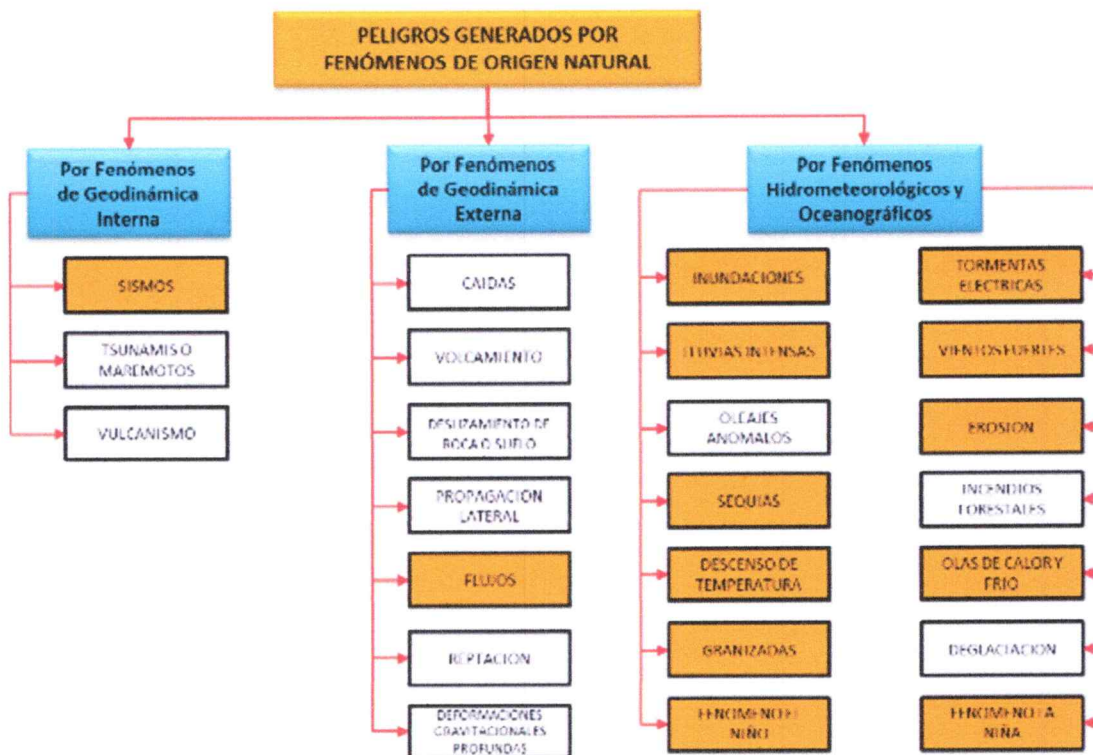 PELIGROS GENERADOS POR
FENÓMENOS DE ORIGEN NATURAL
Por Fenómenos
de Geodinámica
Interna
SISMOS
TSUNAMIS O
MAREMOTOS
VULCANISMO
Por Fenómenos
de Geodinámica
Externa
CAIDAS
VOLCAMIENTO
DESLIZAMIENTO DE
ROCA O SUELO
PROPAGACION
LATERAL
FLUJOS
REPTACION
DEFORMACIONES
GRAVITACIONALES
PROFUNDAS
Por Fenómenos
Hidrometeorológicos y
Oceanográficos
INUNDACIONES
LLUVIAS INTENSAS
OLEAJES
ANOMALOS
SEQUIAS
DESCENSO DE
TEMPERATURA
GRANIZADAS
FENOMENO EL
NIÑO
TORMENTAS
ELECTRICAS
VIENTOS FUERTES
EROSION
INCENDIOS
FORESTALES
OLAS DE CALOR Y
FRIO
DEGLACIACION
FENOMENO LA
NIÑA